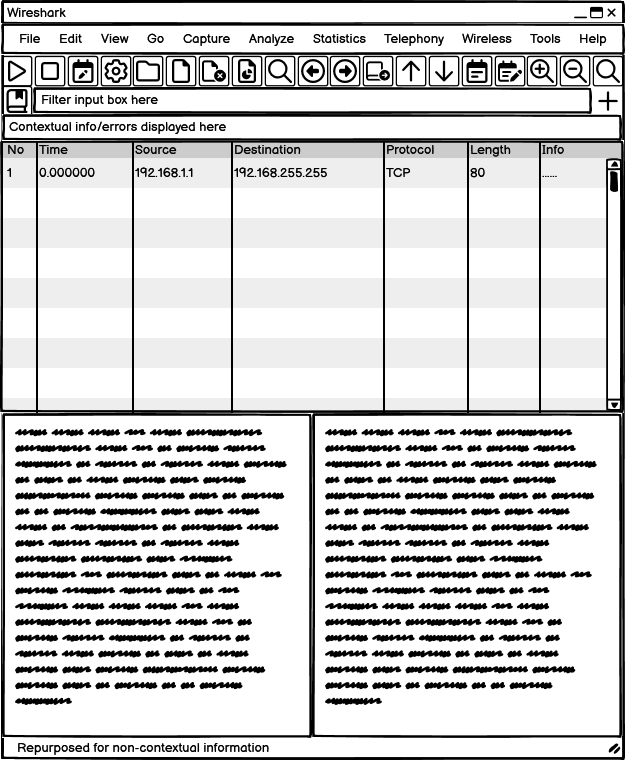 Wireshark
File Edit View Go Capture Analyze Statistics Telephony Wireless Tools Help
Filter input box here
Contextual info/errors displayed here
No Time Source Destination Protocol Length Info
1 0.000000 192.168.1.1 192.168.255.255 TCP 80 ......
Repurposed for non-contextual information